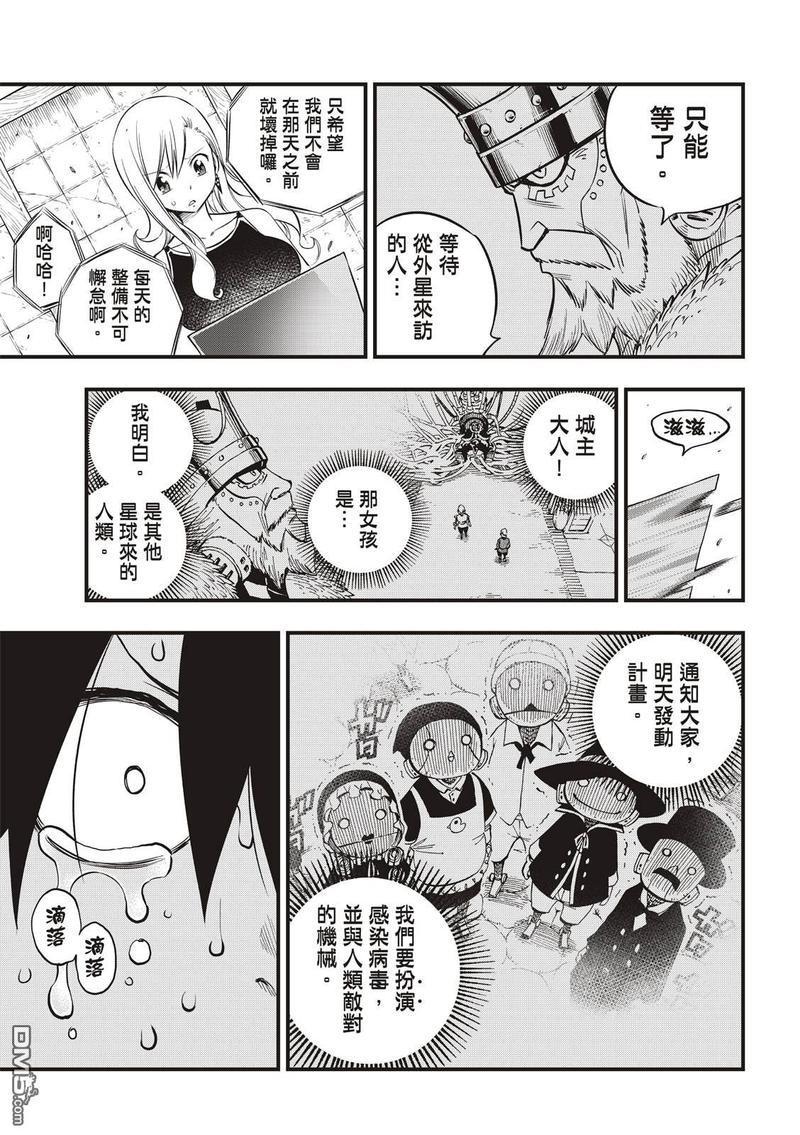 只能
等了。
等待
從外星來訪
的人…
只希望
我們不會
在那天之前
就壞掉囉。
每天的
整備不可
懈怠啊。
啊哈哈！
滋滋…
城主
大人！
那女孩
是…
我明白。
是其他
星球來的
人類。
通知大家，
明天發動
計畫。
我們要扮演
感染病毒，
並與人類敵對
的機械。
滴落
滴落
DM5.com